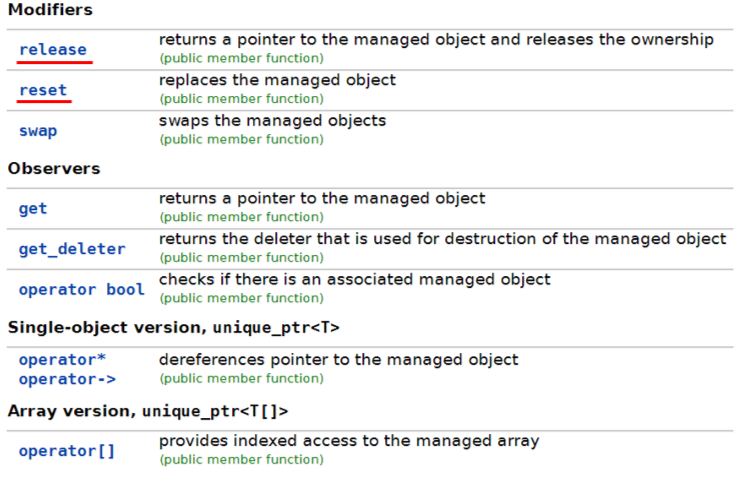 Modifiers
release returns a pointer to the managed object and releases the ownership
(public member function)
reset replaces the managed object
(public member function)
swap swaps the managed objects
(public member function)
Observers
get returns a pointer to the managed object
(public member function)
get_deleter returns the deleter that is used for destruction of the managed object
(public member function)
operator bool checks if there is an associated managed object
(public member function)
Single-object version, unique_ptr<T>
operator* dereferences pointer to the managed object
operator-> (public member function)
Array version, unique_ptr<T[]>
operator[] provides indexed access to the managed array
(public member function)